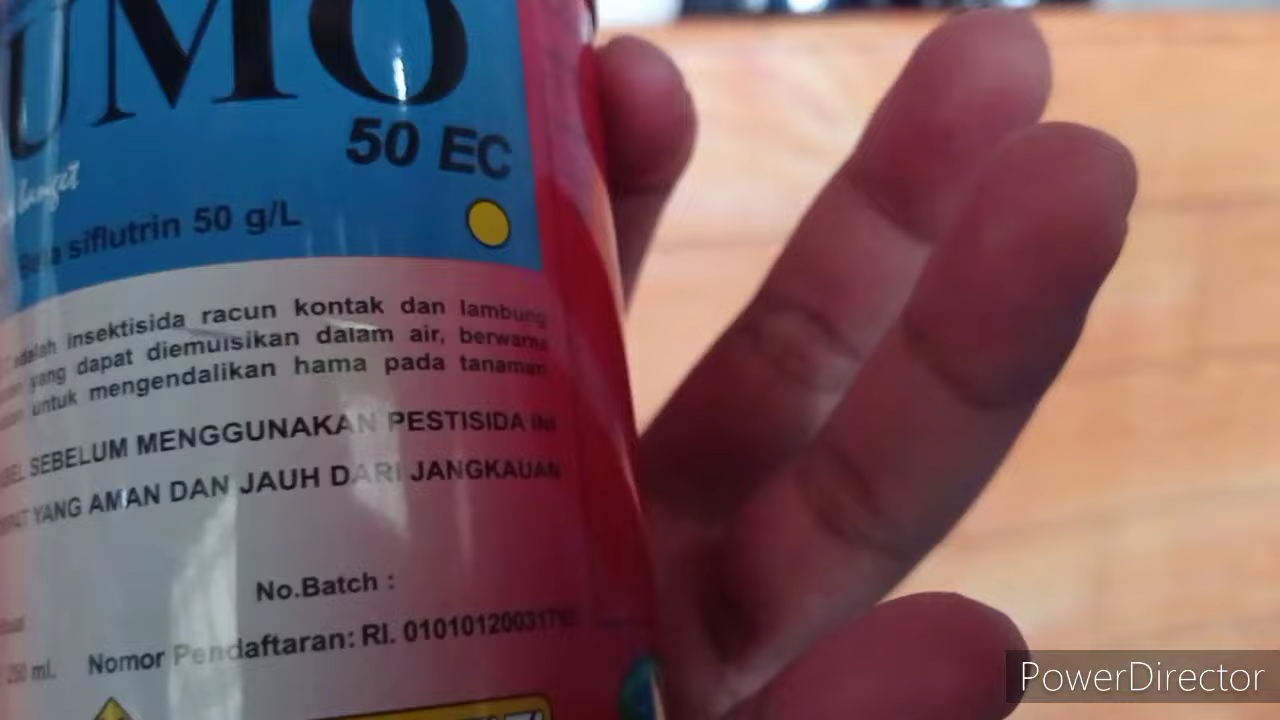 UMO
50 EC
siflutrin 50 g/L
adalah insektisida racun kontak dan lambung
yang dapat diemulsikan dalam air, berwarna
untuk mengendalikan hama pada tanaman
SEBELUM MENGGUNAKAN PESTISIDA INI
YANG AMAN DAN JAUH DARI JANGKAUAN
No.Batch :
250 ml. Nomor Pendaftaran: RI.
PowerDirector